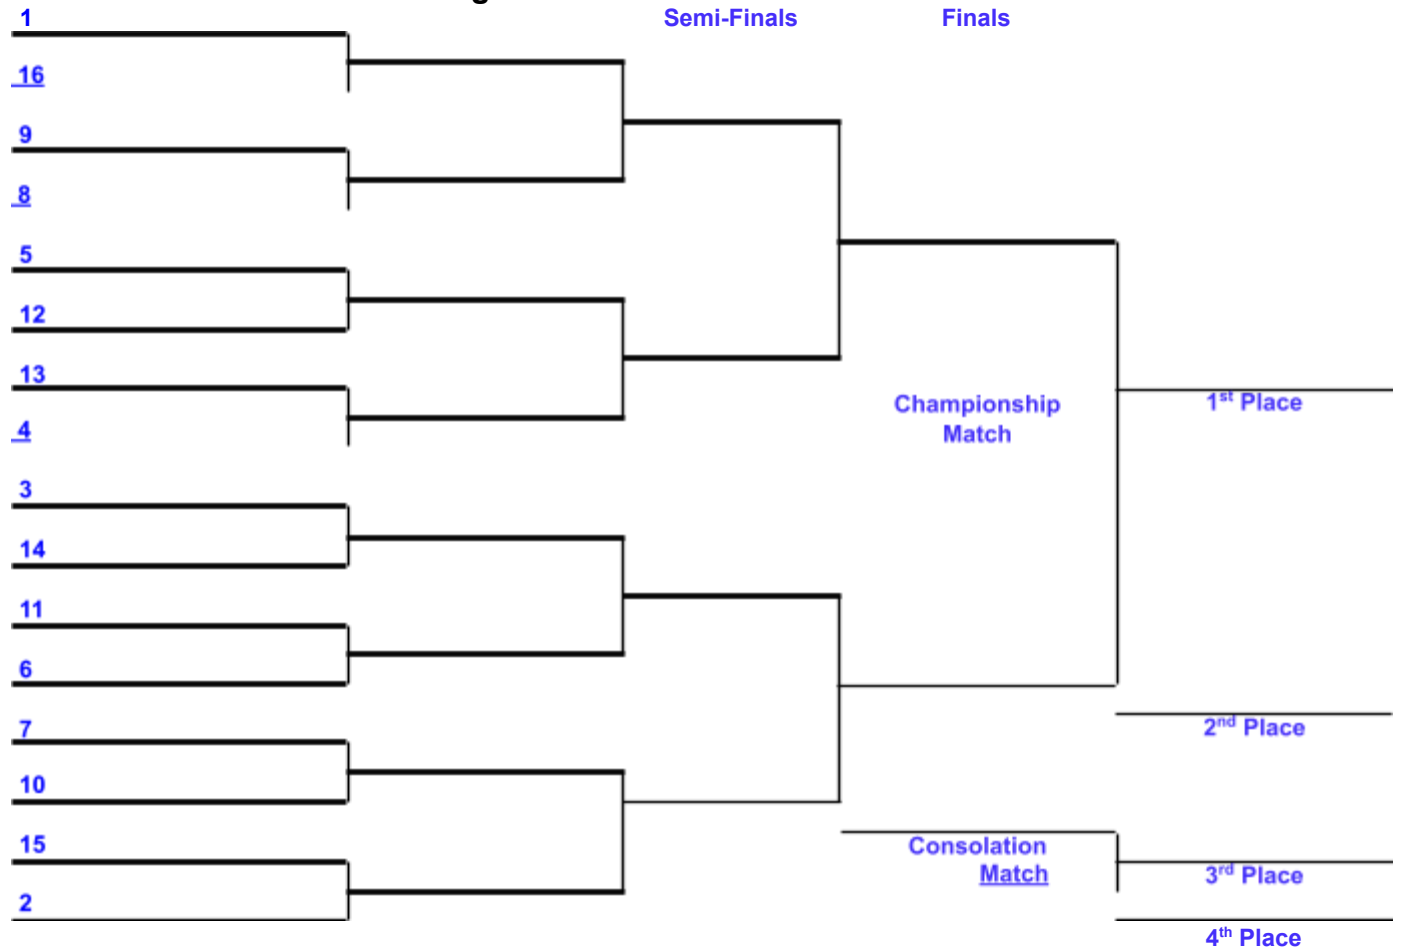 1
Semi-Finals
Finals
16
9
8
5
12
13
4
Championship
Match
1st Place
3
14
11
6
7
2nd Place
10
15
Consolation
Match
3rd Place
2
4th Place